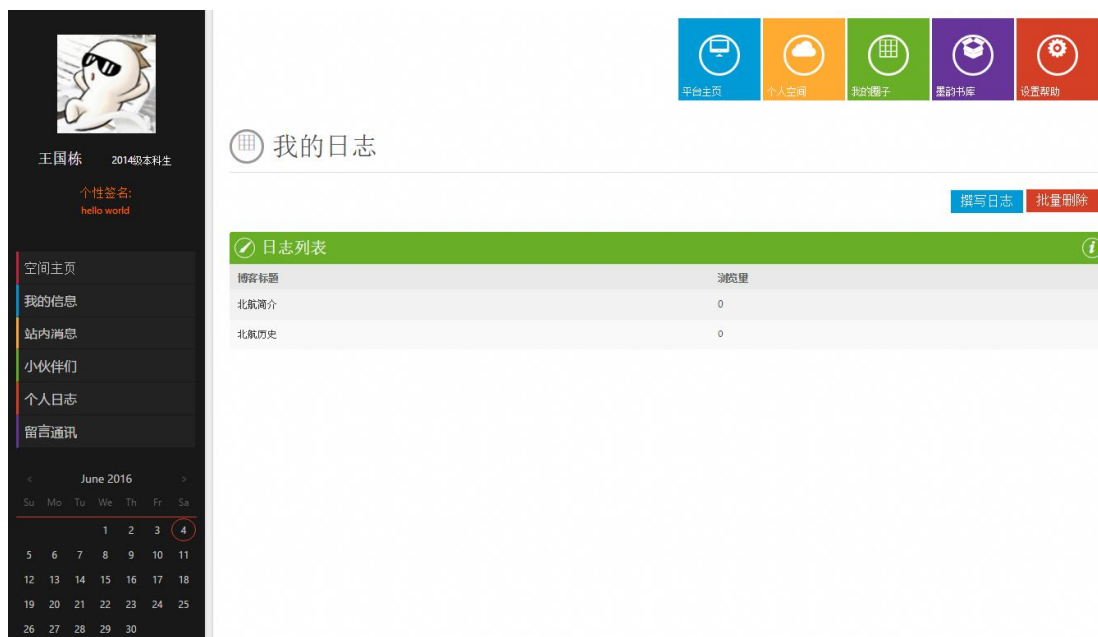 平台主页
个人空间
我的圈子
墨韵书库
设置帮助
王国栋 2014级本科生
个性签名:
hello world
空间主页
我的信息
站内消息
小伙伴们
个人日志
留言通讯
< June 2016 >
Su Mo Tu We Th Fr Sa
1 2 3 4
5 6 7 8 9 10 11
12 13 14 15 16 17 18
19 20 21 22 23 24 25
26 27 28 29 30
我的日志
撰写日志 批量删除
日志列表
博客标题 浏览量
北航简介 0
北航历史 0